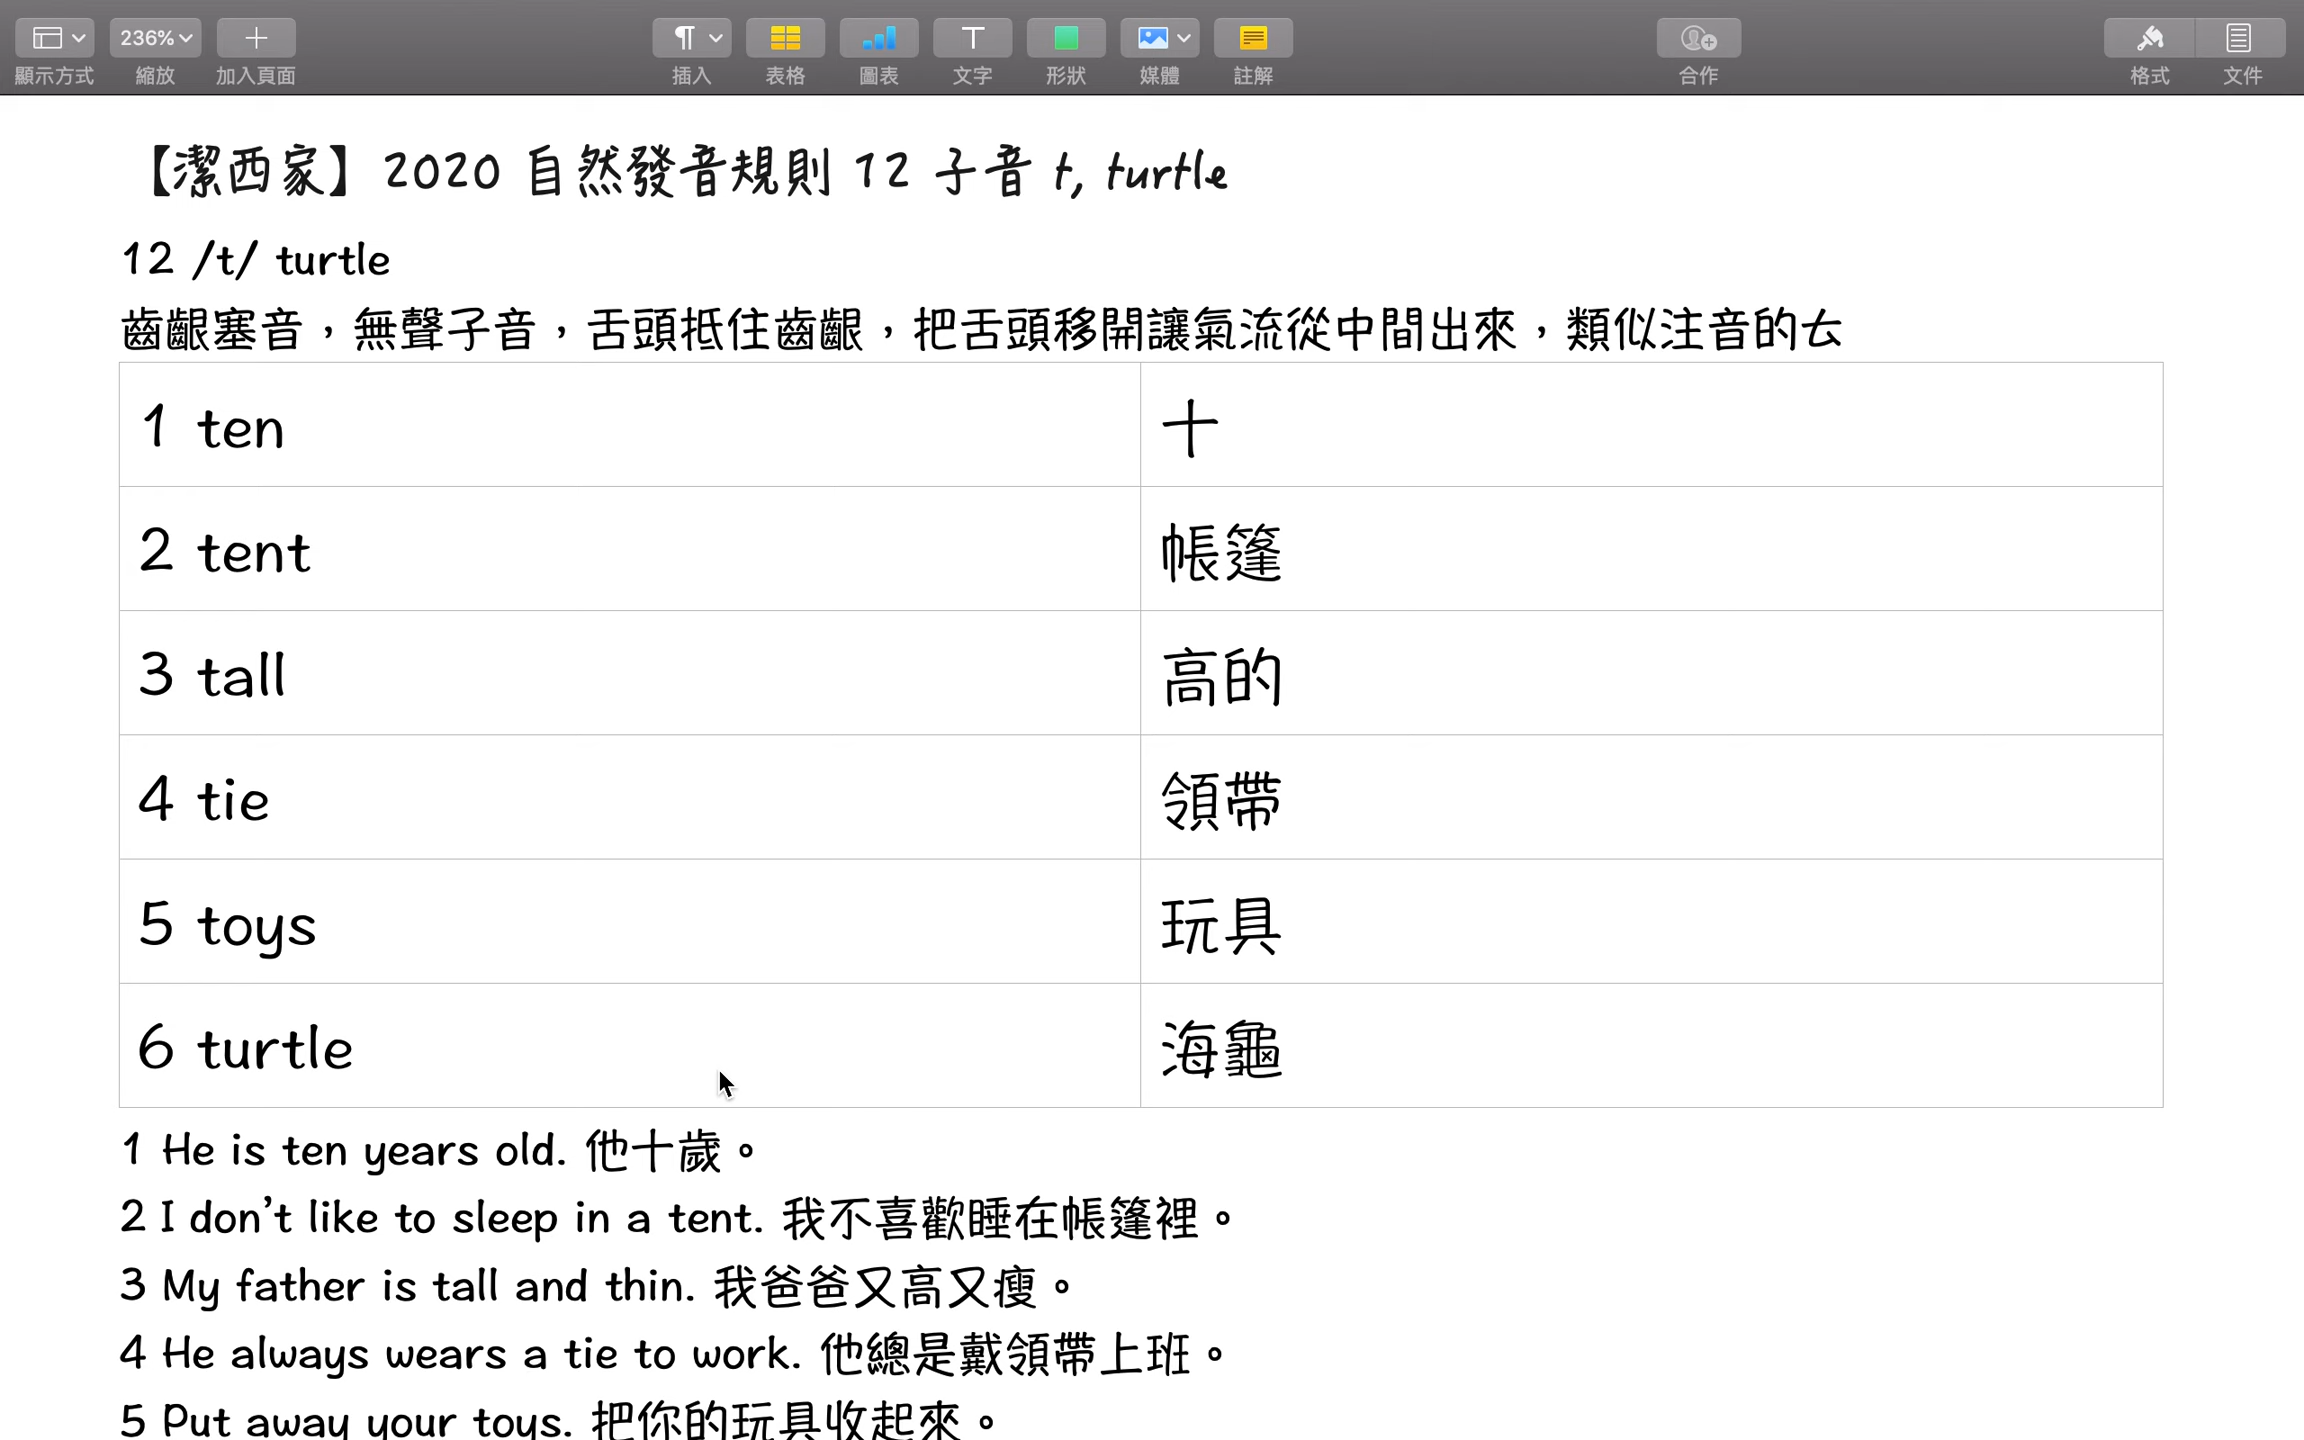 236%
顯示方式 縮放 加入頁面 插入 表格 圖表 文字 形狀 媒體 註解 合作 格式 文件
【潔西家】2020 自然發音規則 12 子音 t, turtle
12 /t/ turtle
齒齦塞音，無聲子音，舌頭抵住齒齦，把舌頭移開讓氣流從中間出來，類似注音的ㄊ
1 ten 十
2 tent 帳篷
3 tall 高的
4 tie 領帶
5 toys 玩具
6 turtle 海龜
1 He is ten years old. 他十歲。
2 I don't like to sleep in a tent. 我不喜歡睡在帳篷裡。
3 My father is tall and thin. 我爸爸又高又瘦。
4 He always wears a tie to work. 他總是戴領帶上班。
5 Put away your toys. 把你的玩具收起來。